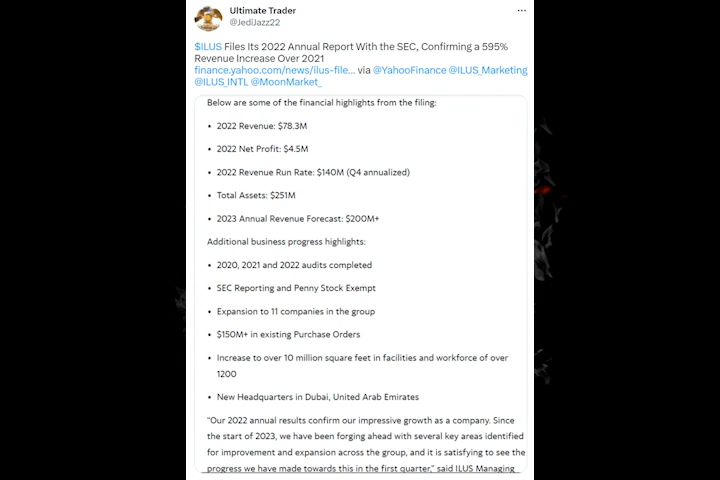 Ultimate Trader
@JediJazz22
$ILUS Files Its 2022 Annual Report With the SEC, Confirming a 595%
Revenue Increase Over 2021
finance.yahoo.com/news/ilus-file... via @YahooFinance @ILUS_Marketing
@ILUS_INTL @MoonMarket_
Below are some of the financial highlights from the filing:
• 2022 Revenue: $78.3M
• 2022 Net Profit: $4.5M
• 2022 Revenue Run Rate: $140M (Q4 annualized)
• Total Assets: $251M
• 2023 Annual Revenue Forecast: $200M+
Additional business progress highlights:
• 2020, 2021 and 2022 audits completed
• SEC Reporting and Penny Stock Exempt
• Expansion to 11 companies in the group
• $150M+ in existing Purchase Orders
• Increase to over 10 million square feet in facilities and workforce of over
1200
• New Headquarters in Dubai, United Arab Emirates
"Our 2022 annual results confirm our impressive growth as a company. Since
the start of 2023, we have been forging ahead with several key areas identified
for improvement and expansion across the group, and it is satisfying to see the
progress we have made towards this in the first quarter," said ILUS Managing